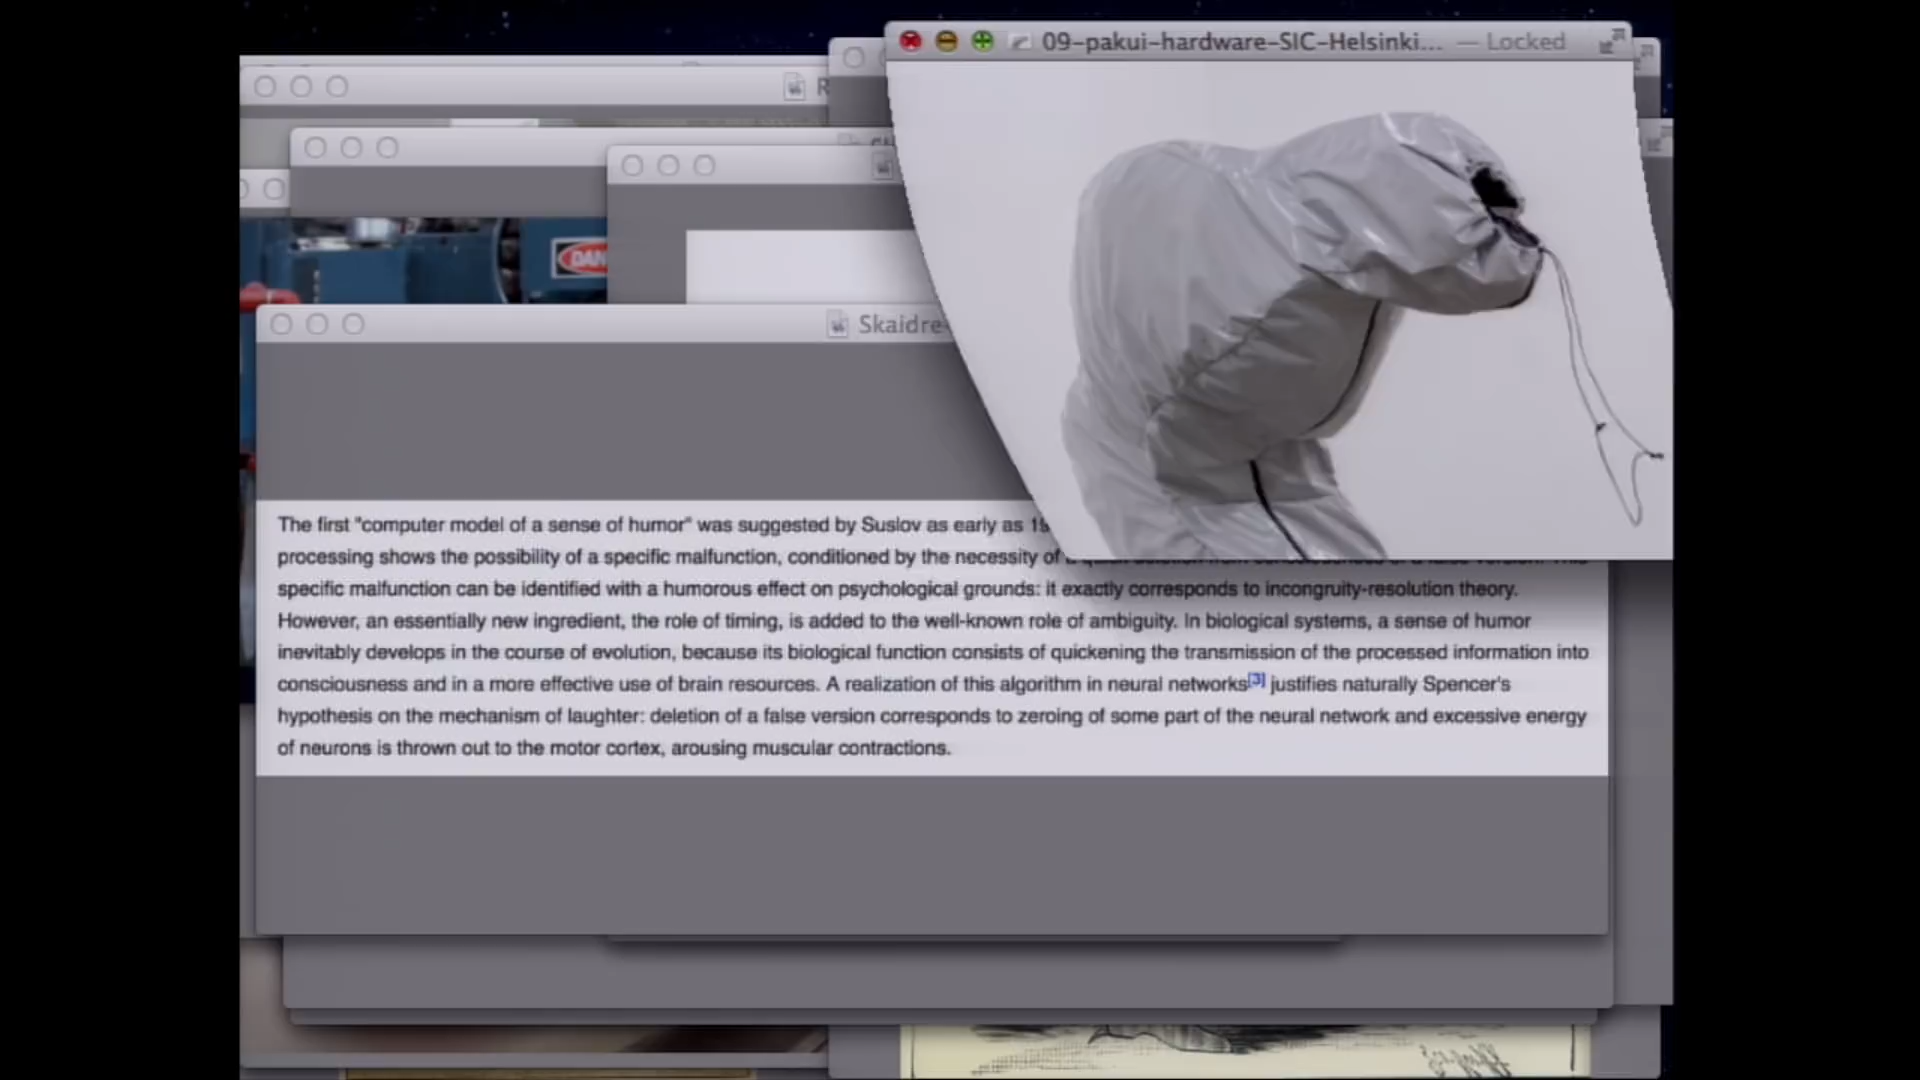 09-pakui-hardware-SIC-Helsinki... — Locked
R
DAN
Skaidre-
The first "computer model of a sense of humor" was suggested by Suslov as early as 19
processing shows the possibility of a specific malfunction, conditioned by the necessity of
specific malfunction can be identified with a humorous effect on psychological grounds: it exactly corresponds to incongruity-resolution theory.
However, an essentially new ingredient, the role of timing, is added to the well-known role of ambiguity. In biological systems, a sense of humor
inevitably develops in the course of evolution, because its biological function consists of quickening the transmission of the processed information into
consciousness and in a more effective use of brain resources. A realization of this algorithm in neural networks[3] justifies naturally Spencer's
hypothesis on the mechanism of laughter: deletion of a false version corresponds to zeroing of some part of the neural network and excessive energy
of neurons is thrown out to the motor cortex, arousing muscular contractions.